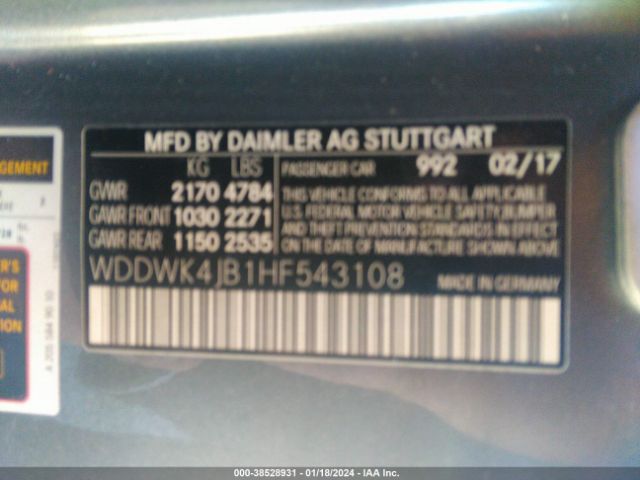 MFD BY DAIMLER AG STUTTGART
KG LBS PASSENGER CAR 992 02/17
GVWR 2170 4784 THIS VEHICLE CONFORMS TO ALL APPLICABLE
GAWR FRONT 1030 2271 U.S. FEDERAL MOTOR VEHICLE SAFETY, BUMPER
GAWR REAR 1150 2535 AND THEFT PREVENTION STANDARDS IN EFFECT
ON THE DATE OF MANUFACTURE SHOWN ABOVE.
WDDWK4JB1HF543108 MADE IN GERMANY
GEMENT
000-38528931 - 01/18/2024 - IAA Inc.